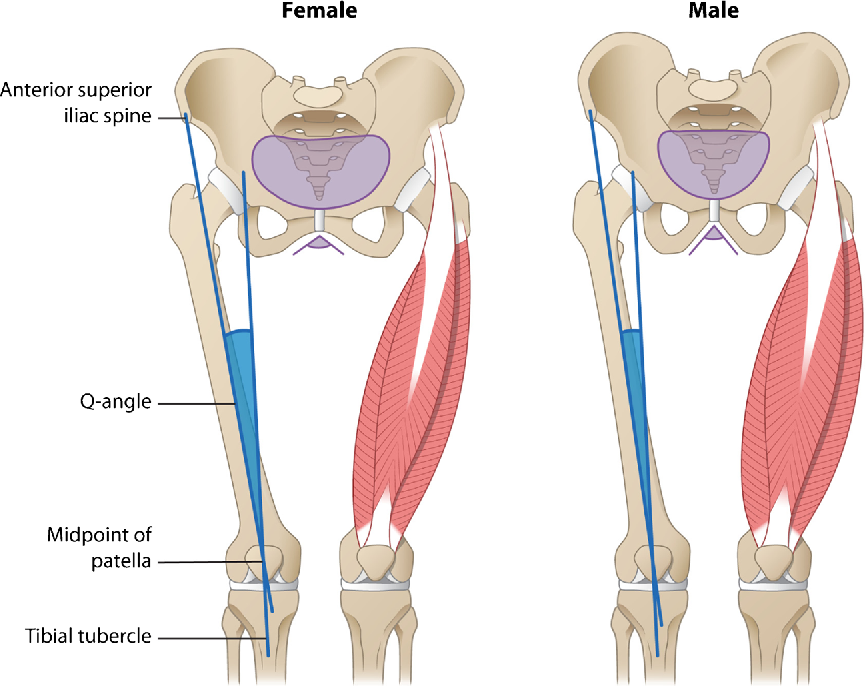 Female
Male
Anterior superior
iliac spine
Q-angle
Midpoint of
patella
Tibial tubercle